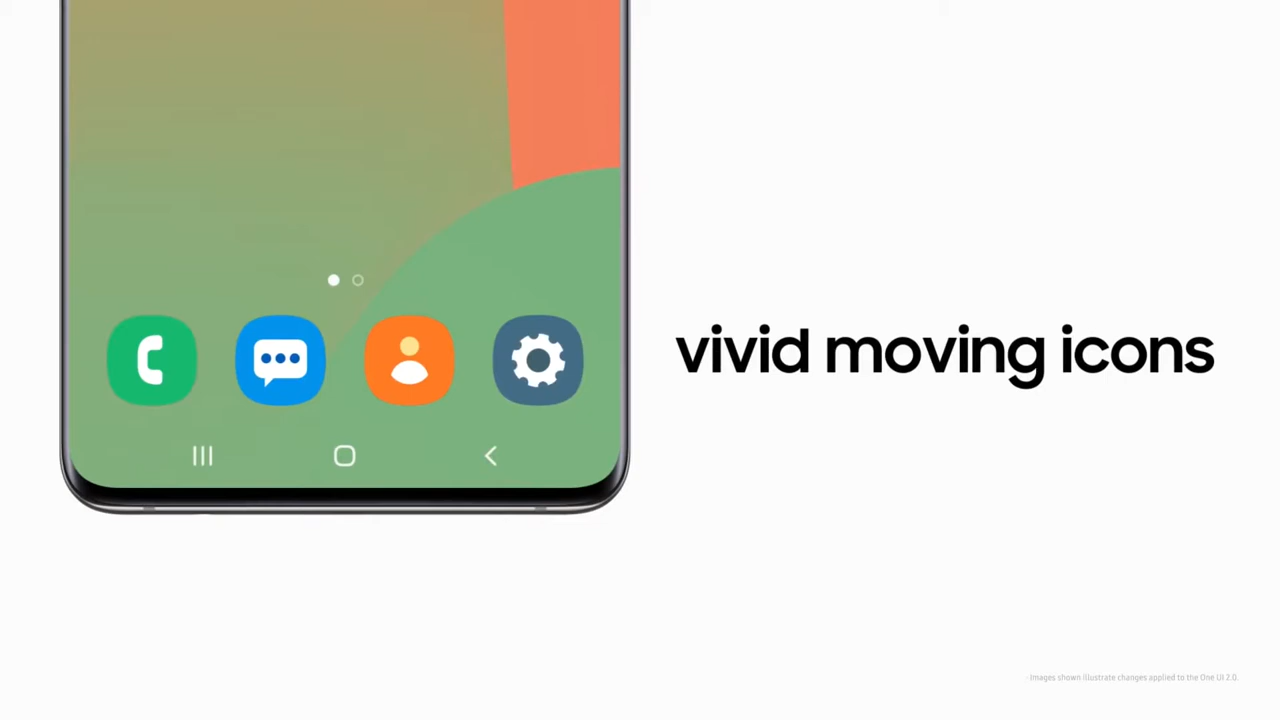 vivid moving icons
Images shown illustrate changes applied to the One UI 2.0.